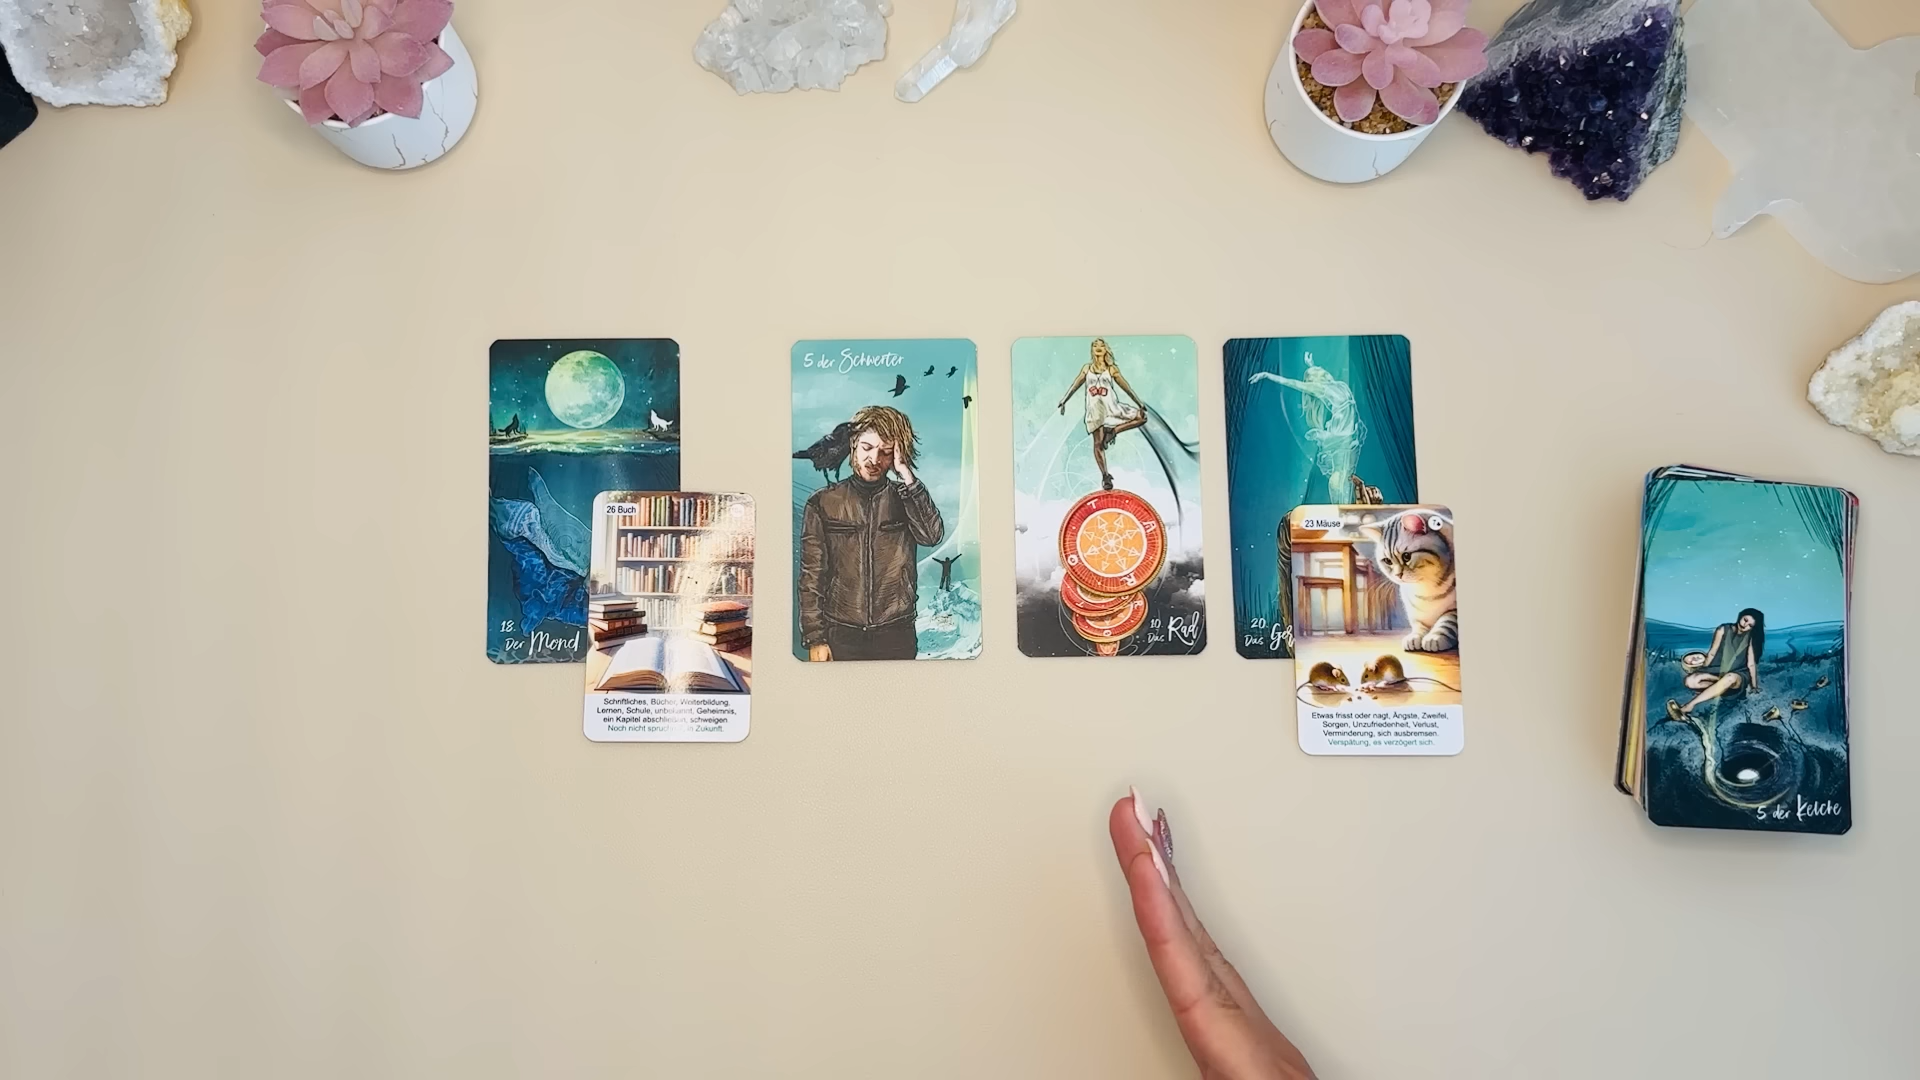 18.
Der Mond
26 Buch
Schriftliches, Bücher, Weiterbildung,
Lernen, Schule, unbekannt, Geheimnis,
ein Kapitel abschließen, schweigen
Noch nicht in Zukunft.
5 der Schwerter
T
A
R
O
10
Das Rad
20.
Das
23 Mäuse
Etwas frisst oder nagt, Ängste, Zweifel,
Sorgen, Unzufriedenheit, Verlust,
Verminderung, sich ausbremsen.
Verspätung, es verzögert sich.
5 der Kelche